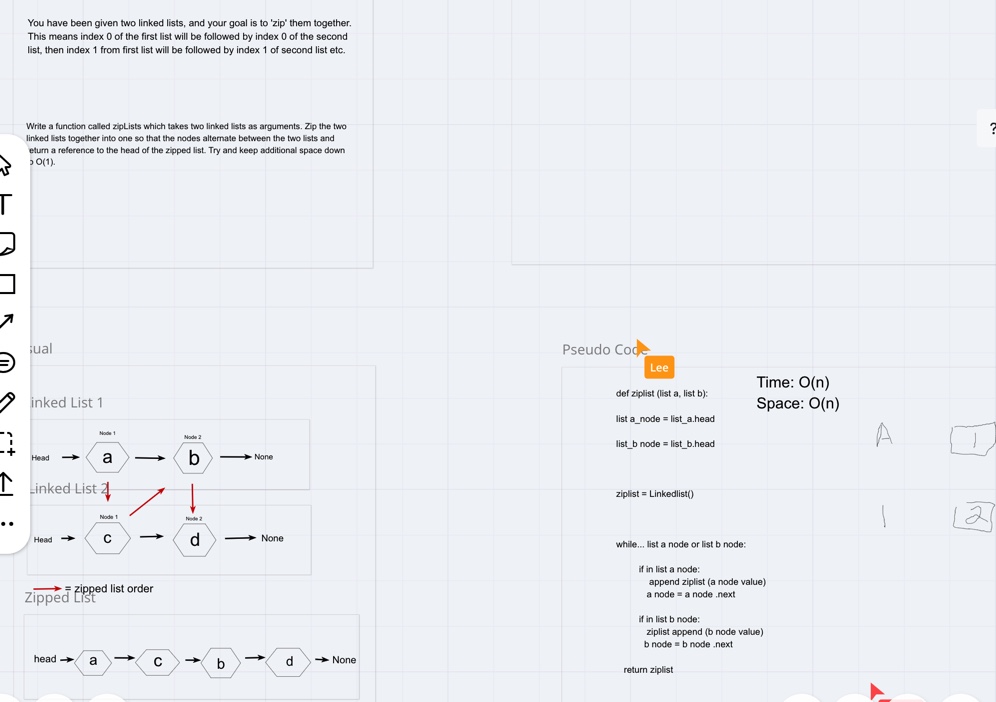 You have been given two linked lists, and your goal is to 'zip' them together.
This means index 0 of the first list will be followed by index 0 of the second
list, then index 1 from first list will be followed by index 1 of second list etc.
Write a function called zipLists which takes two linked lists as arguments. Zip the two
linked lists together into one so that the nodes alternate between the two lists and
eturn a reference to the head of the zipped list. Try and keep additional space down
o O(1).
?
T
sual
inked List 1
Node 1
Node 2
Head
a
b
None
Linked List 2
Node 1
Node 2
Head
c
d
None
= zipped list order
Zipped List
head
a
c
b
d
None
Pseudo Code
Lee
def ziplist (list a, list b):
list a_node = list_a.head
list_b node = list_b.head
ziplist = Linkedlist()
while... list a node or list b node:
if in list a node:
append ziplist (a node value)
a node = a node .next
if in list b node:
ziplist append (b node value)
b node = b node .next
return ziplist
Time: O(n)
Space: O(n)
A
1
1
2